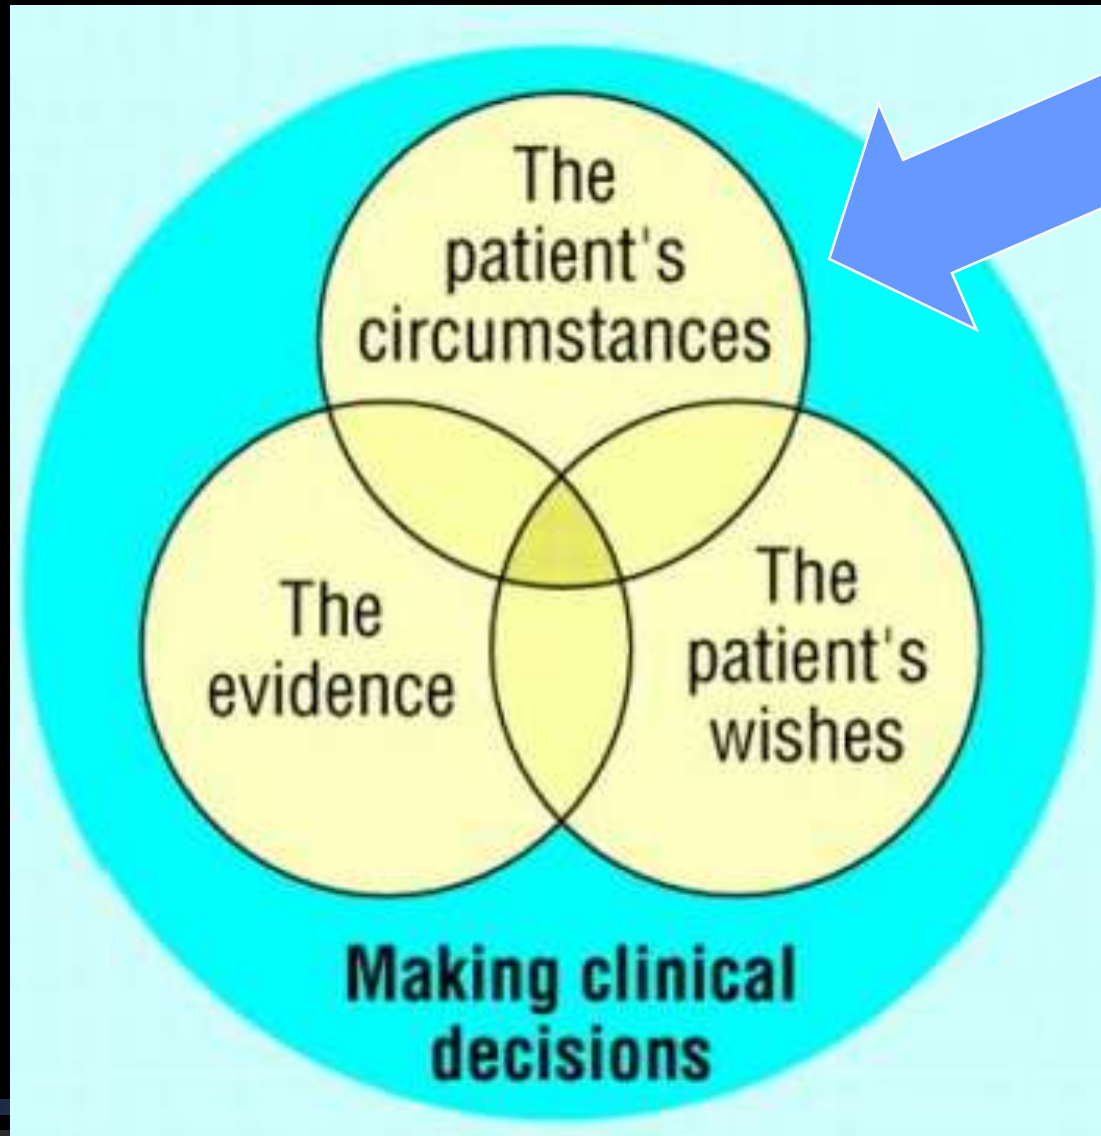 The
patient's
circumstances
The
evidence
The
patient's
wishes
Making clinical
decisions